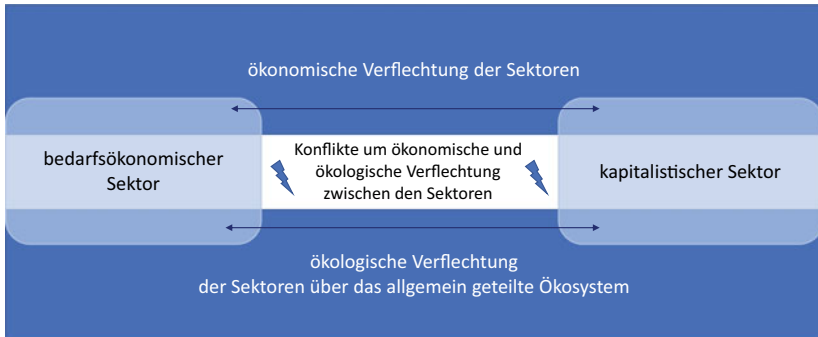 ökonomische Verflechtung der Sektoren
bedarfsökonomischer
Sektor
Konflikte um ökonomische und
ökologische Verflechtung
zwischen den Sektoren
kapitalistischer Sektor
ökologische Verflechtung
der Sektoren über das allgemein geteilte Ökosystem